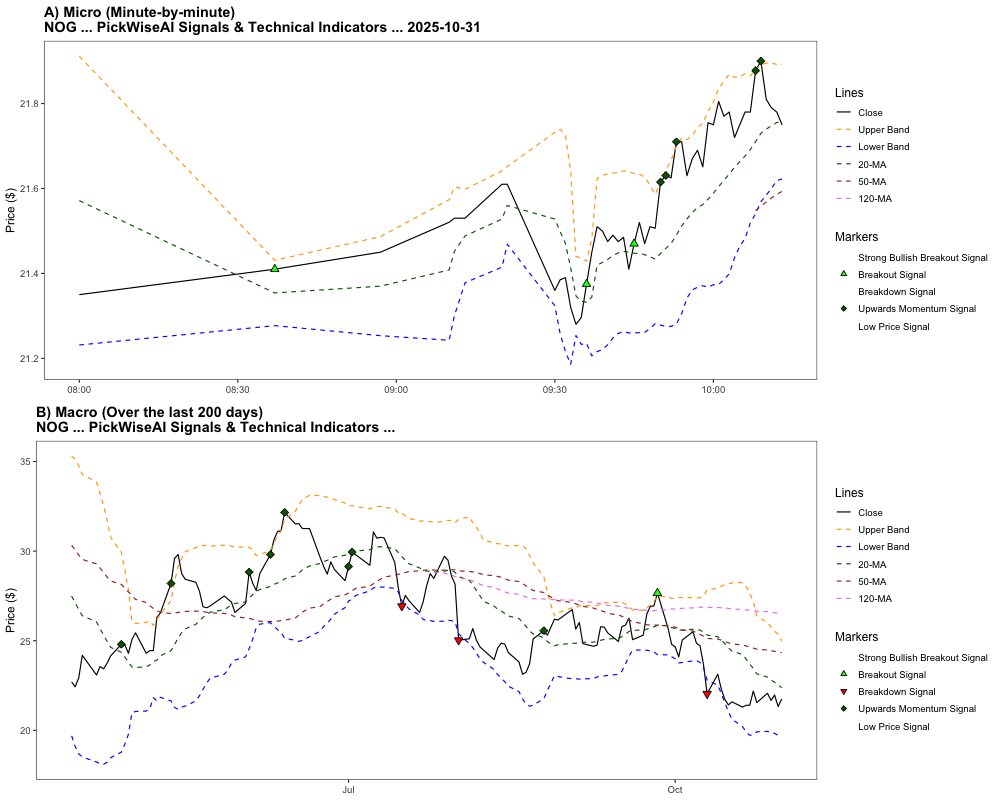 A) Micro (Minute-by-minute)
NOG ... PickWiseAI Signals & Technical Indicators ... 2025-10-31
Price ($)
21.8
21.6
21.4
21.2
08:00
08:30
09:00
09:30
10:00
Lines
Close
Upper Band
Lower Band
20-MA
50-MA
120-MA
Markers
Strong Bullish Breakout Signal
Breakout Signal
Breakdown Signal
Upwards Momentum Signal
Low Price Signal
B) Macro (Over the last 200 days)
NOG ... PickWiseAI Signals & Technical Indicators ...
Price ($)
35
30
25
20
Jul
Oct
Lines
Close
Upper Band
Lower Band
20-MA
50-MA
120-MA
Markers
Strong Bullish Breakout Signal
Breakout Signal
Breakdown Signal
Upwards Momentum Signal
Low Price Signal